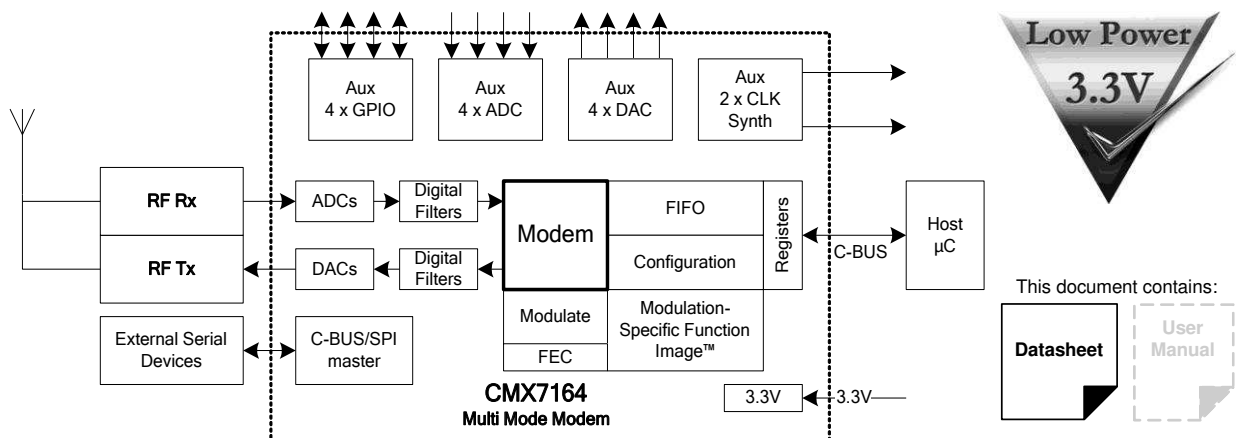 Low Power
3.3V
Aux
4 x GPIO
Aux
4 x ADC
Aux
4 x DAC
Aux
2 x CLK
Synth
RF Rx
ADCs
Digital
Filters
Modem
FIFO
Registers
C-BUS
Host
µC
RF Tx
DACs
Digital
Filters
Configuration
External Serial
Devices
C-BUS/SPI
master
Modulate
FEC
Modulation-
Specific Function
Image™
CMX7164
Multi Mode Modem
3.3V
3.3V
This document contains:
Datasheet
User
Manual